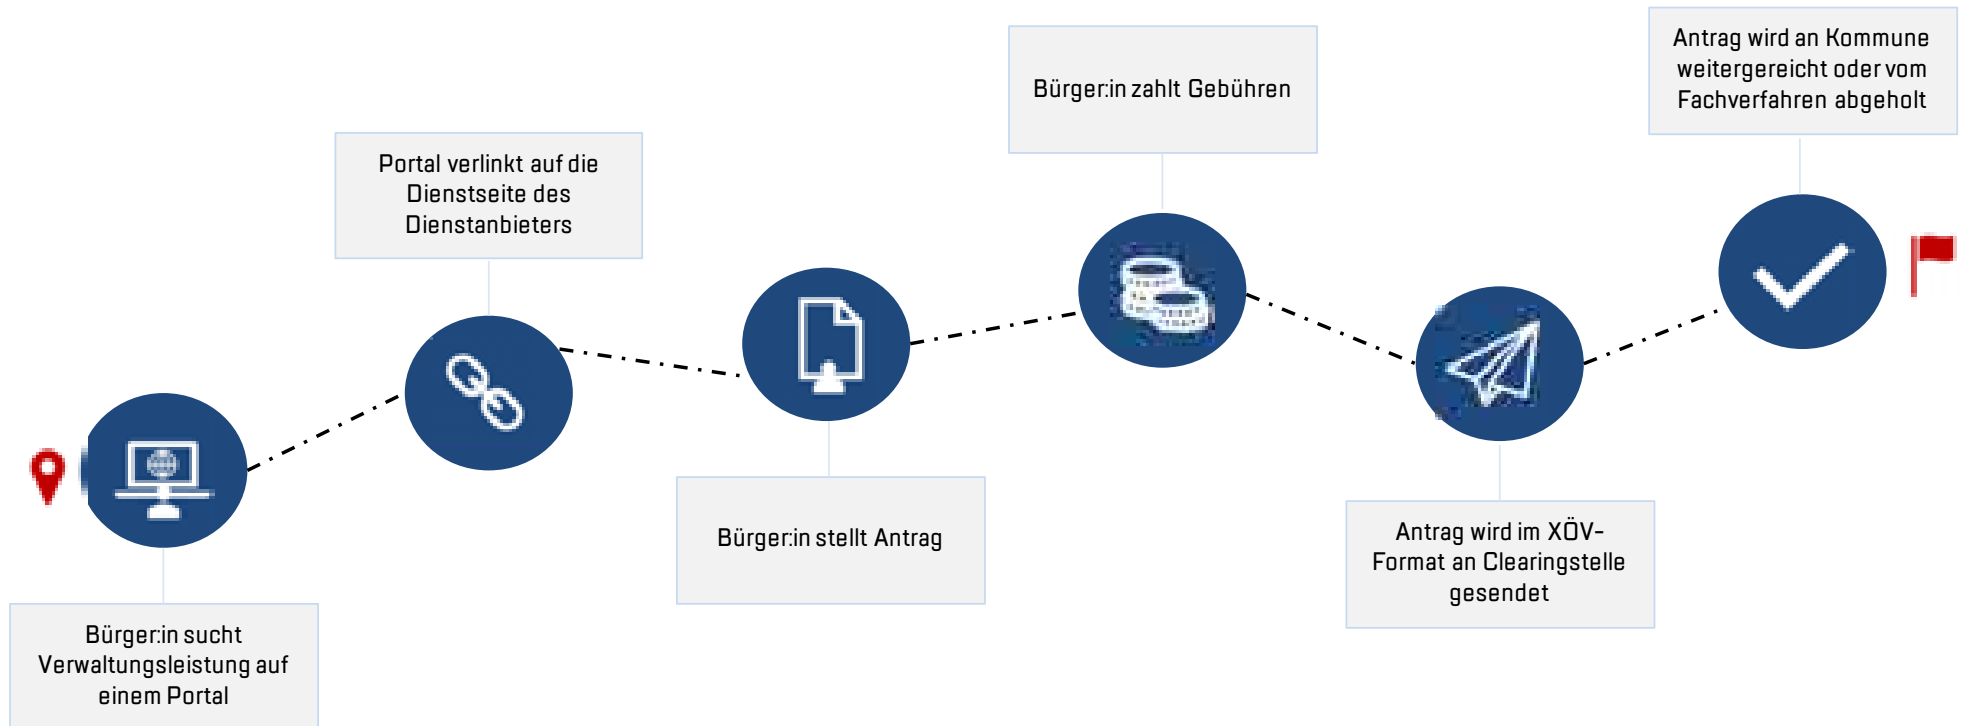 Bürger:in sucht
Verwaltungsleistung auf
einem Portal
Portal verlinkt auf die
Dienstseite des
Dienstanbieters
Bürger:in stellt Antrag
Bürger:in zahlt Gebühren
Antrag wird im XÖV-
Format an Clearingstelle
gesendet
Antrag wird an Kommune
weitergereicht oder vom
Fachverfahren abgeholt